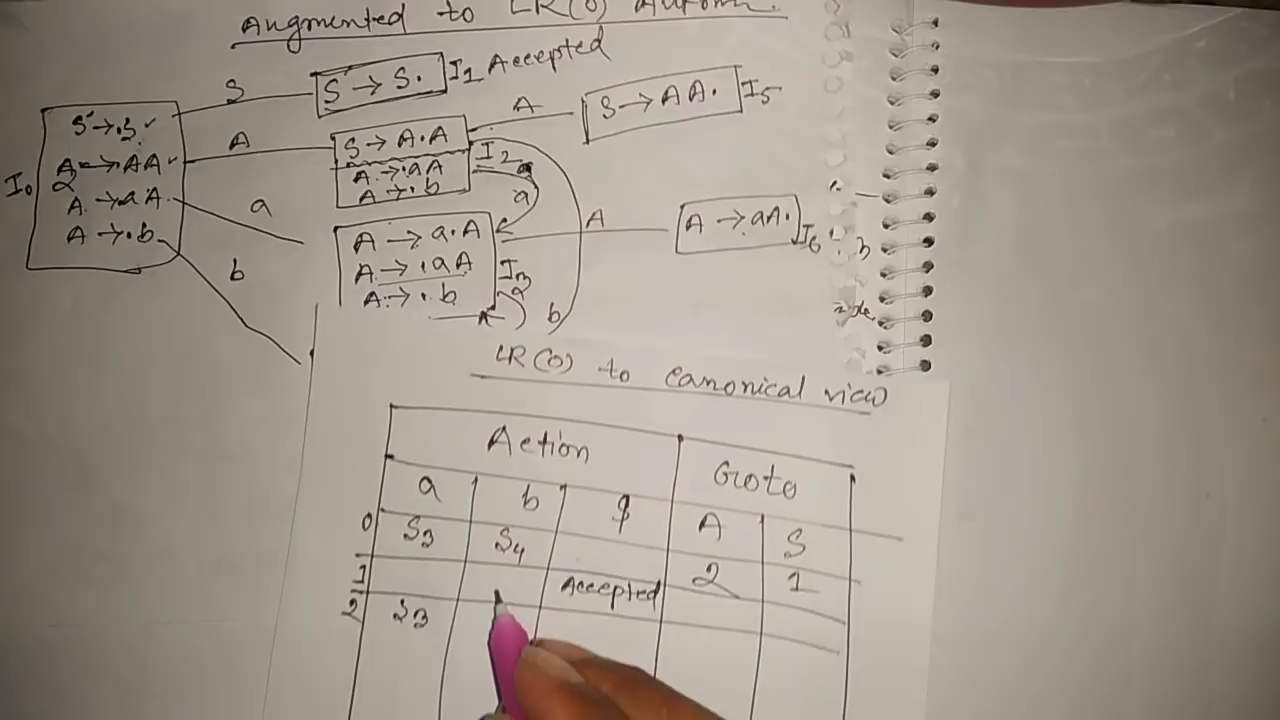 Augmented to LR(0) Autom
S' → S. I1 Accepted
S
S' → .S ✓
S → A.A
A → .aA
A → .b
I2
A
S → AA. I5
A
→ .AA ✓
I0
A → .aA
A → .b
a
b
A → a.A
A → .aA
A → .b
I3
a
a
b
A
A → aA. I6
LR(0) to canonical view
Action Goto
a b $ A S
0 S3 S4 2 1
1 Accepted
2 S3